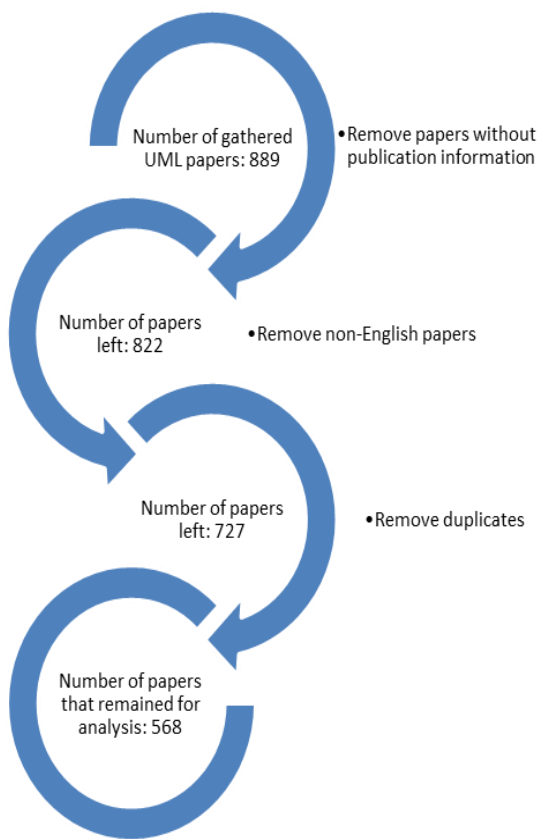 Number of gathered
UML papers: 889
•Remove papers without
publication information
Number of papers
left: 822
•Remove non-English papers
Number of papers
left: 727
•Remove duplicates
Number of papers
that remained for
analysis: 568